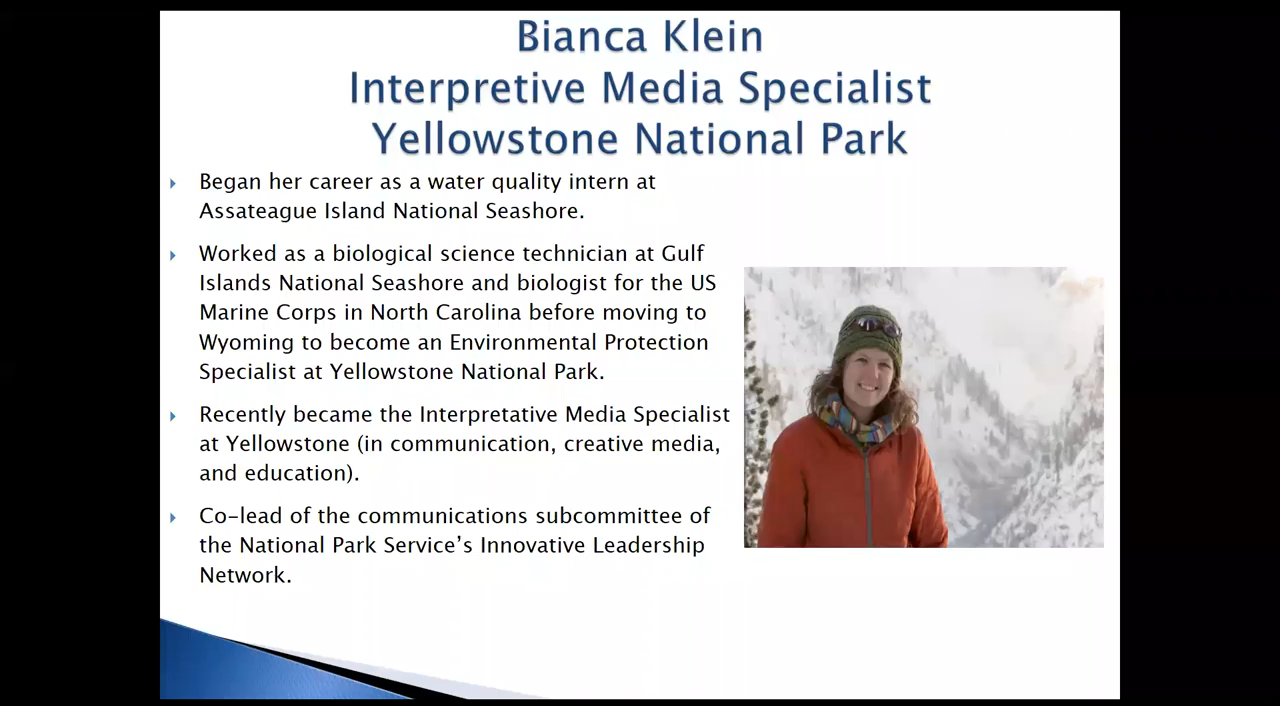 Bianca Klein
Interpretive Media Specialist
Yellowstone National Park
Began her career as a water quality intern at
Assateague Island National Seashore.
Worked as a biological science technician at Gulf
Islands National Seashore and biologist for the US
Marine Corps in North Carolina before moving to
Wyoming to become an Environmental Protection
Specialist at Yellowstone National Park.
Recently became the Interpretative Media Specialist
at Yellowstone (in communication, creative media,
and education).
Co-lead of the communications subcommittee of
the National Park Service’s Innovative Leadership
Network.